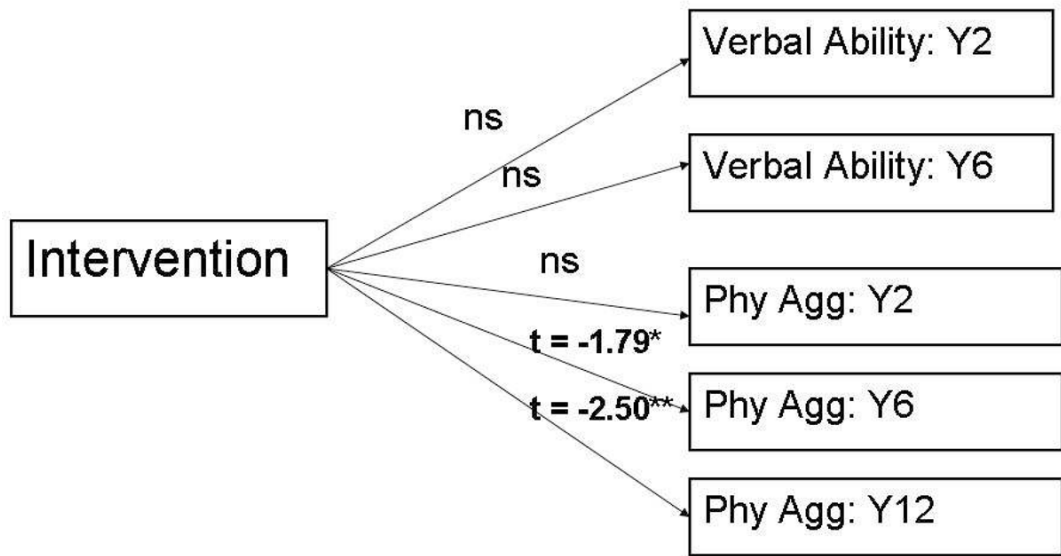 Verbal Ability: Y2
ns
Verbal Ability: Y6
ns
Intervention
ns
Phy Agg: Y2
t = -1.79*
Phy Agg: Y6
t = -2.50**
Phy Agg: Y12